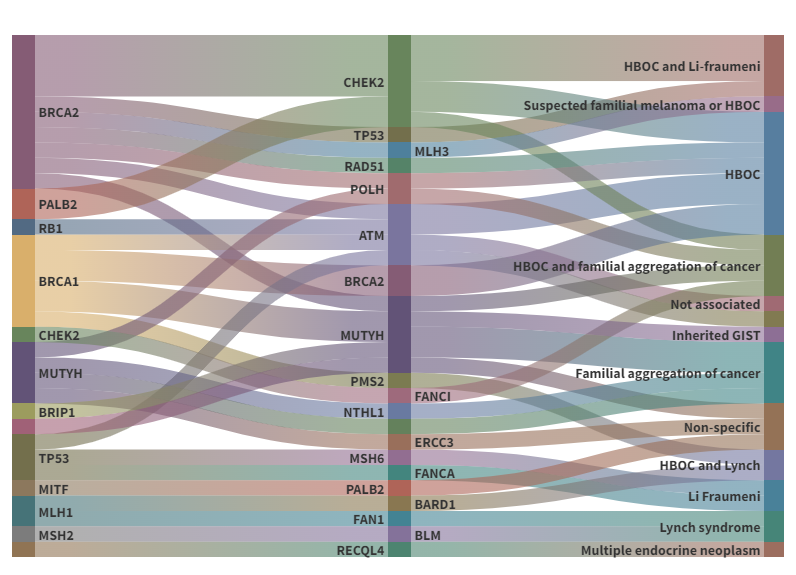 BRCA2
PALB2
RB1
BRCA1
CHEK2
MUTYH
BRIP1
TP53
MITF
MLH1
MSH2
CHEK2
TP53
MLH3
RAD51
POLH
ATM
BRCA2
MUTYH
PMS2
FANCI
NTHL1
ERCC3
MSH6
FANCA
PALB2
BARD1
FAN1
BLM
RECQL4
HBOC and Li-fraumeni
Suspected familial melanoma or HBOC
HBOC
HBOC and familial aggregation of cancer
Not associated
Inherited GIST
Familial aggregation of cancer
Non-specific
HBOC and Lynch
Li Fraumeni
Lynch syndrome
Multiple endocrine neoplasm